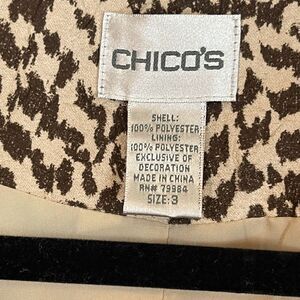 CHICO'S
SHELL:
100% POLYESTER
LINING:
100% POLYESTER
EXCLUSIVE OF
DECORATION
MADE IN CHINA
RN# 79984
SIZE: 3